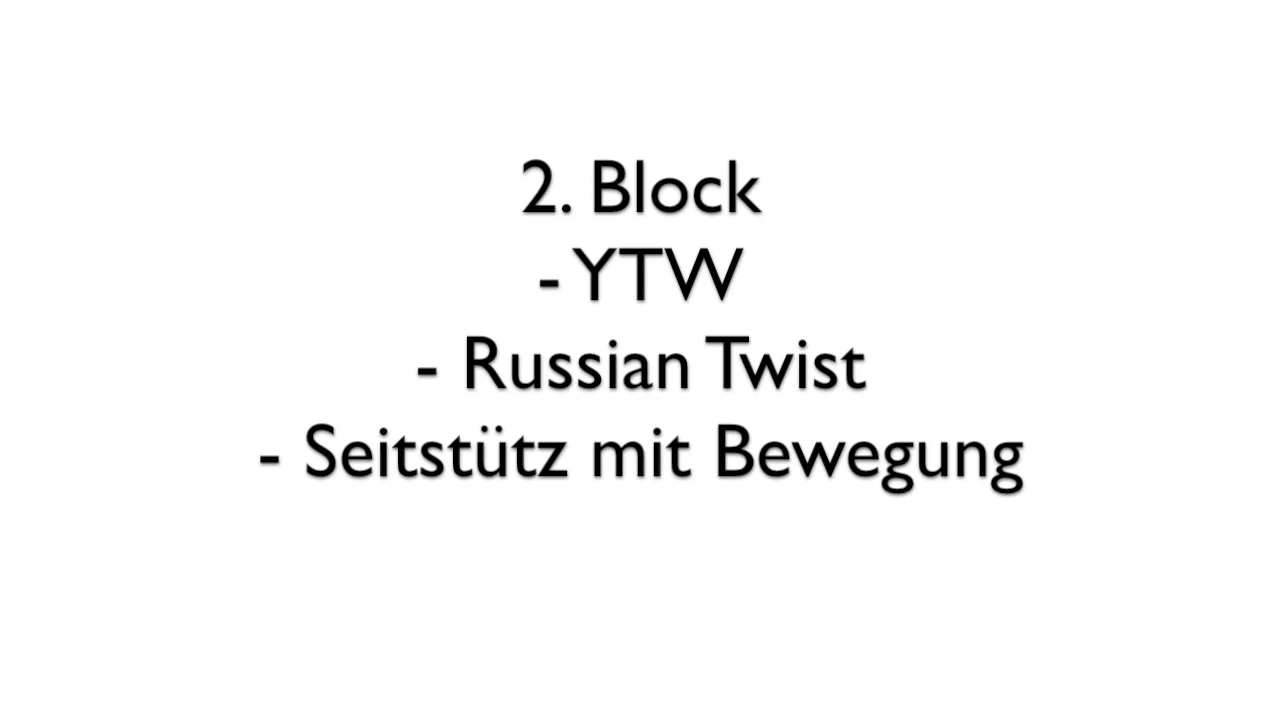 2. Block
- YTW
- Russian Twist
- Seitstütz mit Bewegung